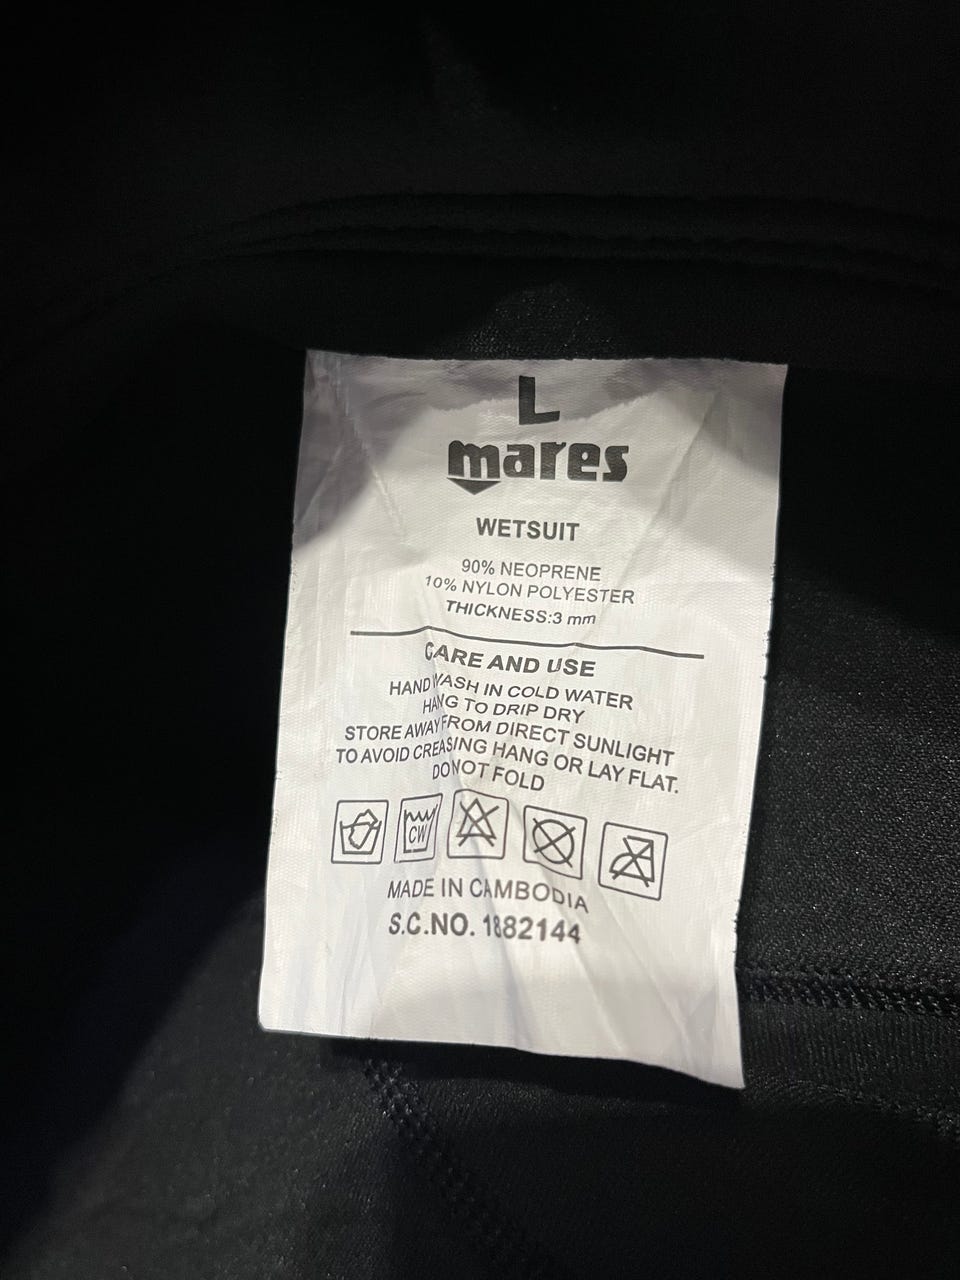 L
mares
WETSUIT
90% NEOPRENE
10% NYLON POLYESTER
THICKNESS:3 mm
CARE AND USE
HAND WASH IN COLD WATER
HANG TO DRIP DRY
STORE AWAY FROM DIRECT SUNLIGHT
TO AVOID CREASING HANG OR LAY FLAT.
DO NOT FOLD
CW
MADE IN CAMBODIA
S.C.NO. 1882144